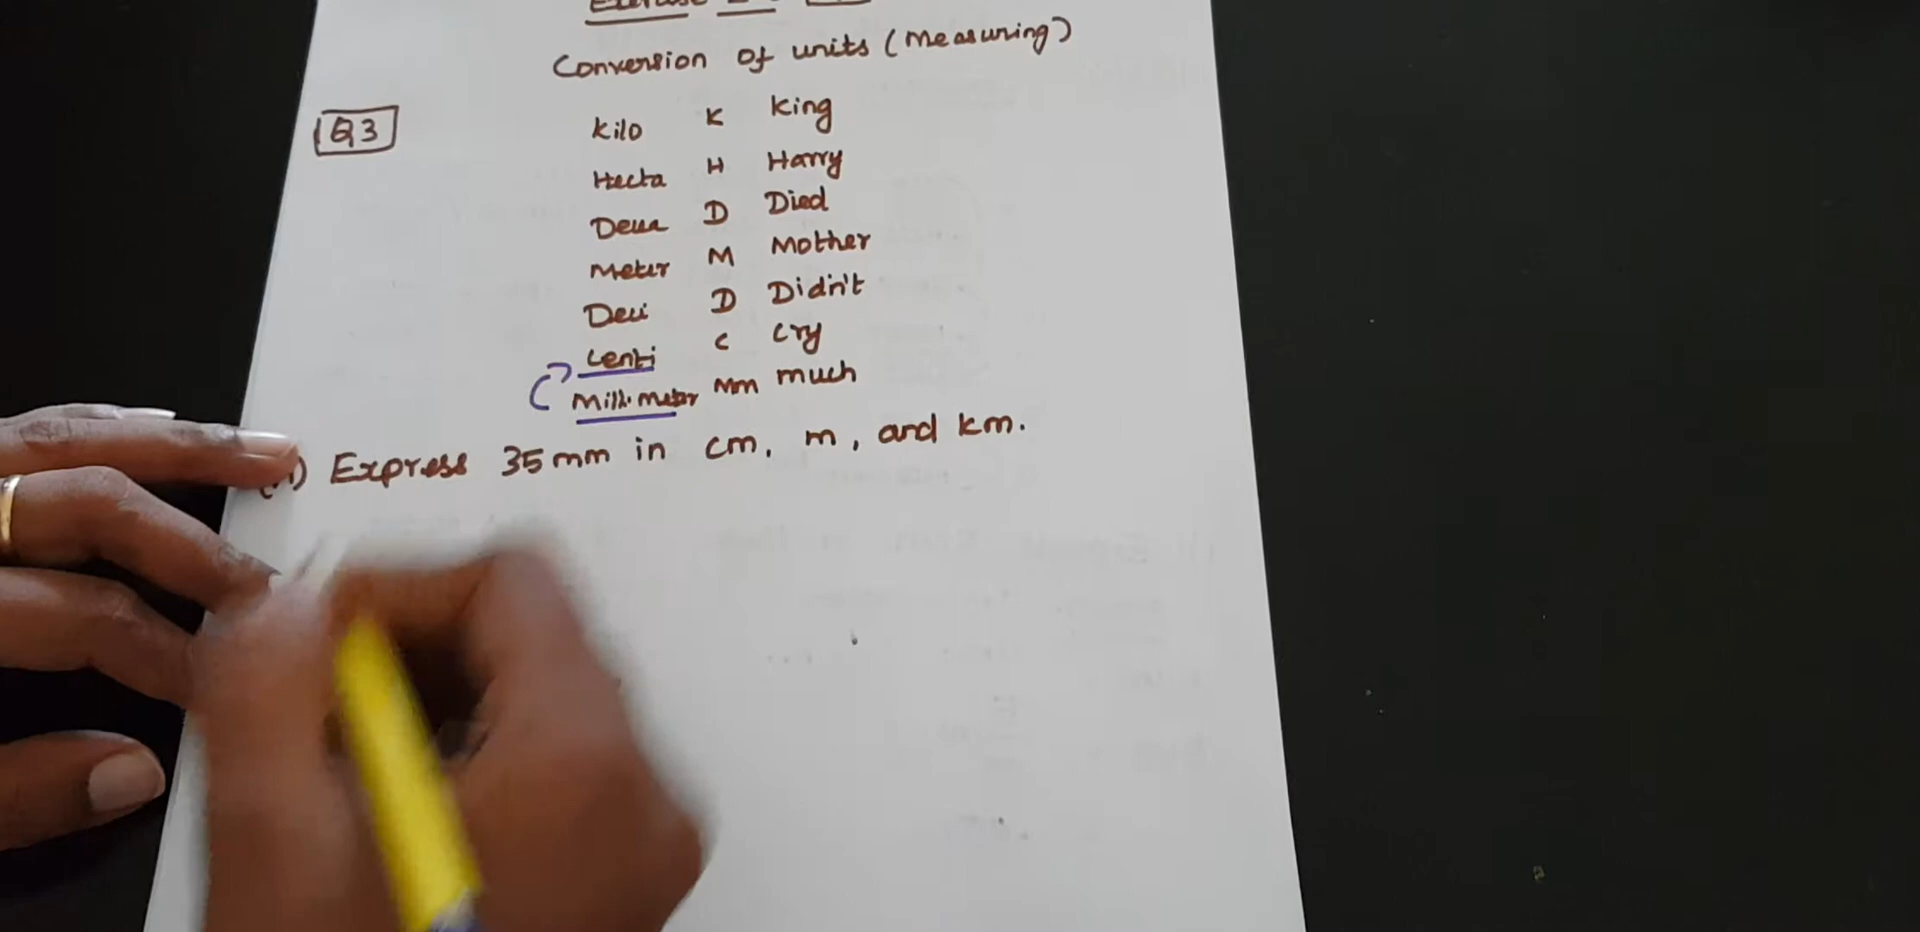 Conversion of units (Measuring)
Q3
Kilo K King
Hecta H Harry
Deca D Died
Meter M Mother
Deci D Didn't
Centi C Cry
Milli meter Mm much
Express 35 mm in cm, m, and km.